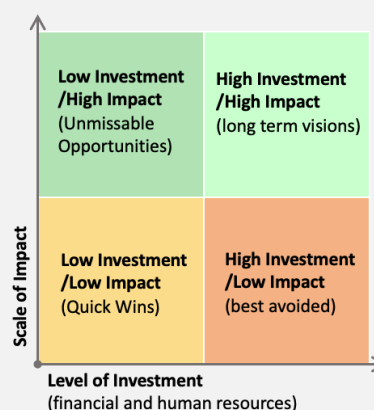 Low Investment
/High Impact
(Unmissable
Opportunities)
High Investment
/High Impact
(long term visions)
Scale of Impact
Low Investment
/Low Impact
(Quick Wins)
High Investment
/Low Impact
(best avoided)
Level of Investment
(financial and human resources)